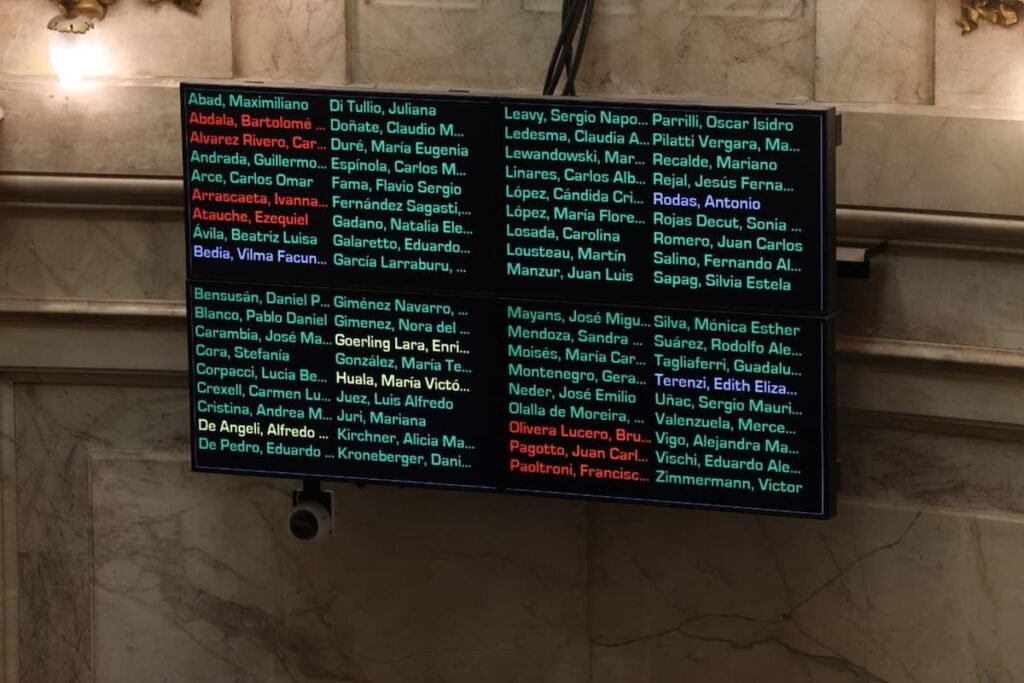 Abad, Maximiliano
Abdala, Bartolomé ...
Alvarez Rivero, Car...
Andrada, Guillermo...
Arce, Carlos Omar
Arrascaeta, Ivanna...
Atauche, Ezequiel
Ávila, Beatriz Luisa
Bedia, Vilma Facun...
Bensusán, Daniel P...
Blanco, Pablo Daniel
Carambia, José Ma...
Cora, Stefanía
Corpacci, Lucia Be...
Crexell, Carmen Lu...
Cristina, Andrea M...
De Angeli, Alfredo ...
De Pedro, Eduardo ...
Di Tullio, Juliana
Doñate, Claudio M...
Duré, María Eugenia
Espínola, Carlos M...
Fama, Flavio Sergio
Fernández Sagasti,...
Gadano, Natalia Ele...
Galaretto, Eduardo...
García Larraburu, ...
Giménez Navarro, ...
Gimenez, Nora del ...
Goerling Lara, Enri...
González, María Te...
Huala, María Victó...
Juez, Luis Alfredo
Juri, Mariana
Kirchner, Alicia Ma...
Kroneberger, Dani...
Leavy, Sergio Napo...
Ledesma, Claudia A...
Lewandowski, Mar...
Linares, Carlos Alb...
López, Cándida Cri...
López, María Flore...
Losada, Carolina
Lousteau, Martín
Manzur, Juan Luis
Mayans, José Migu...
Mendoza, Sandra ...
Moisés, María Car...
Montenegro, Gera...
Neder, José Emilio
Olalla de Moreira, ...
Olivera Lucero, Bru...
Pagotto, Juan Carl...
Paoltroni, Francisc...
Parrilli, Oscar Isidro
Pilatti Vergara, Ma...
Recalde, Mariano
Rejal, Jesús Ferna...
Rodas, Antonio
Rojas Decut, Sonia ...
Romero, Juan Carlos
Salino, Fernando Al...
Sapag, Silvia Estela
Silva, Mónica Esther
Suárez, Rodolfo Ale...
Tagliaferri, Guadalu...
Terenzi, Edith Eliza...
Uñac, Sergio Mauri...
Valenzuela, Merce...
Vigo, Alejandra Ma...
Vischi, Eduardo Ale...
Zimmermann, Victor